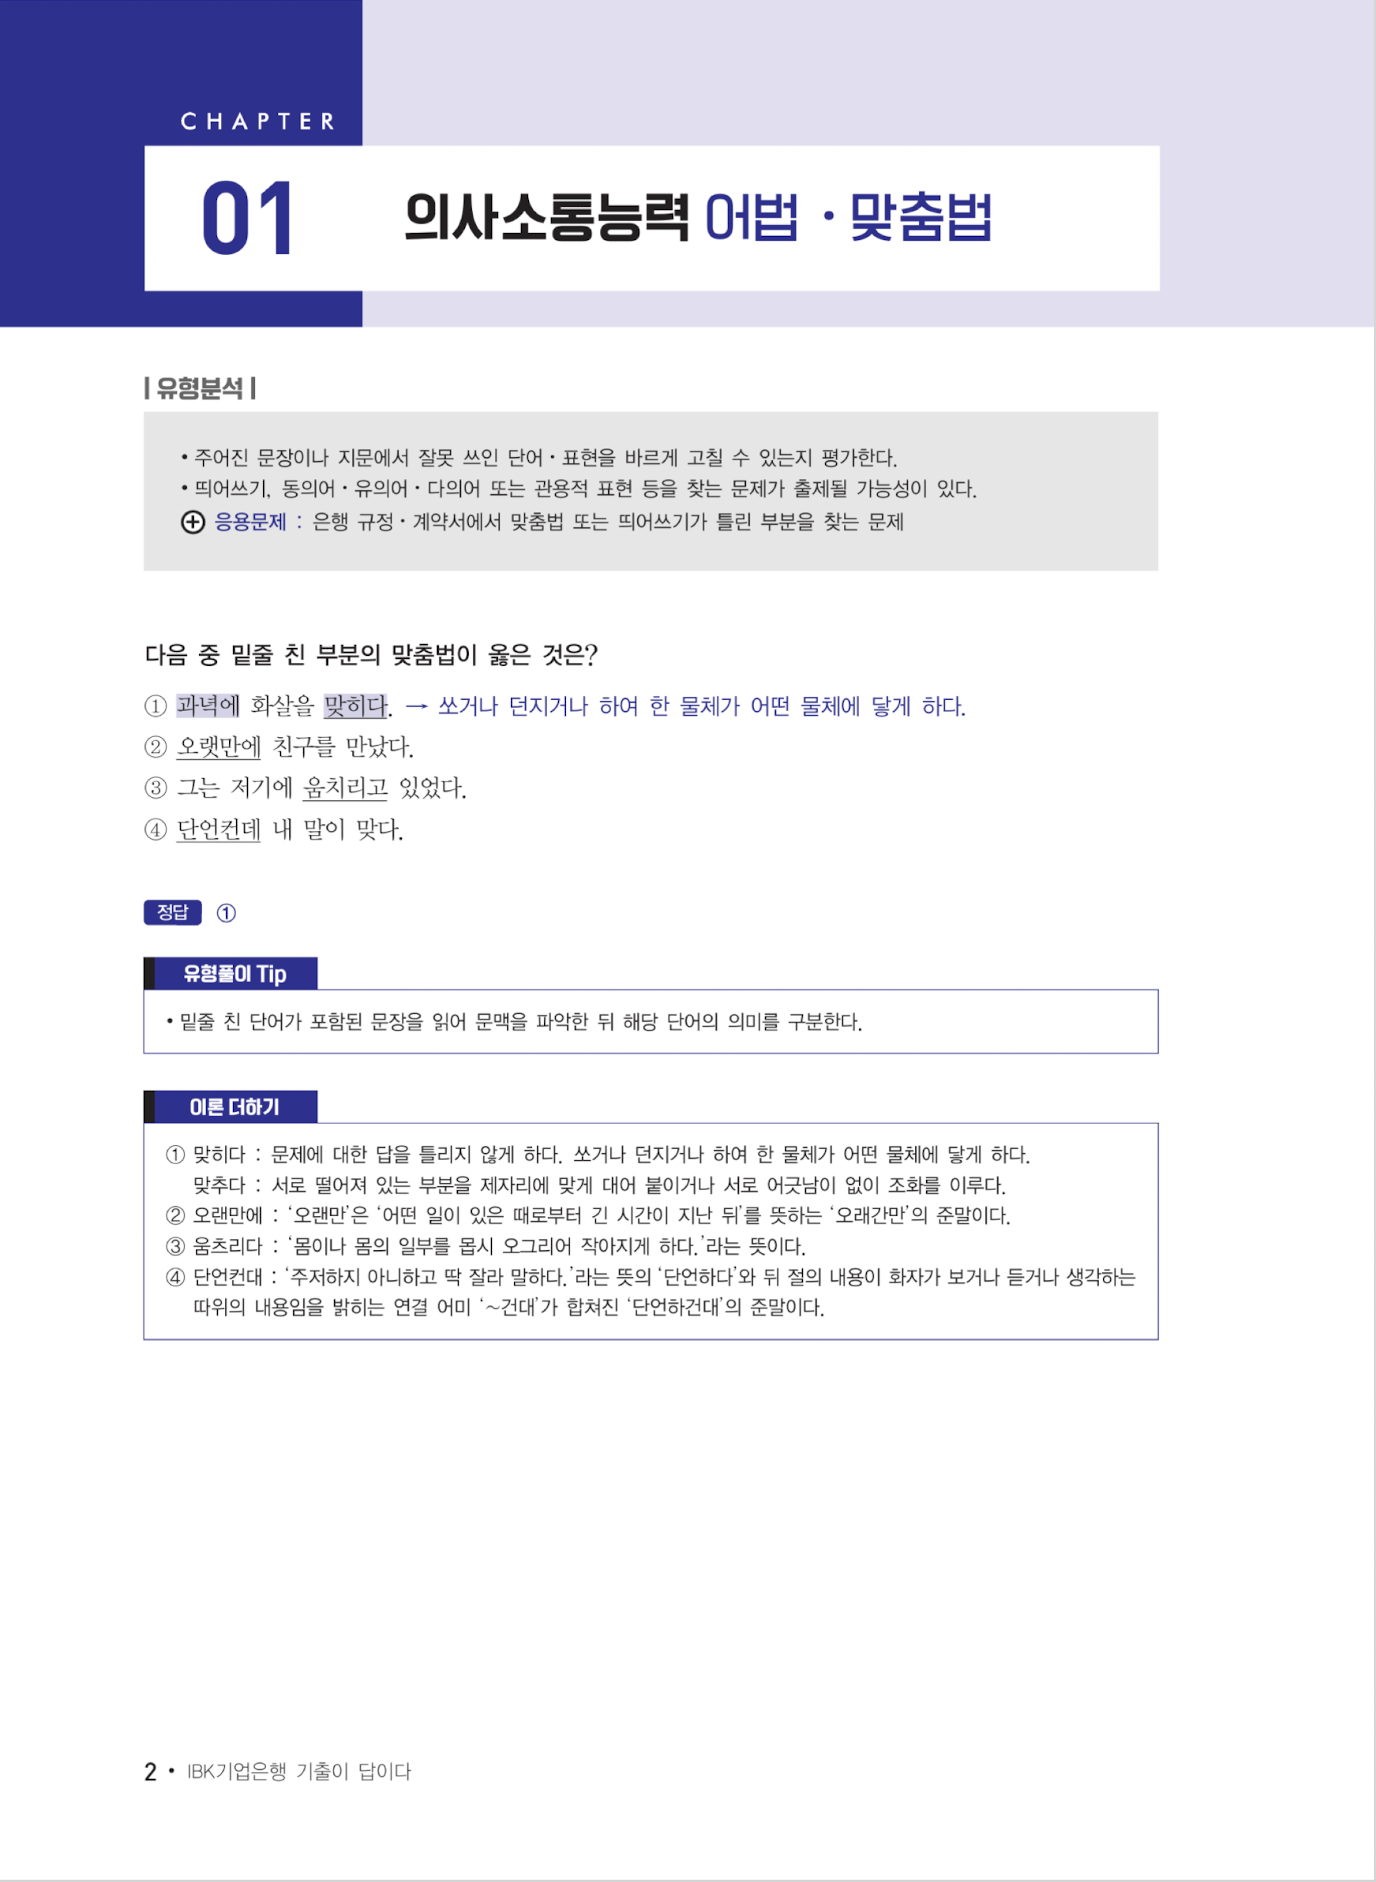 CHAPTER
01 의사소통능력 어법 · 맞춤법
| 유형분석 |
• 주어진 문장이나 지문에서 잘못 쓰인 단어 · 표현을 바르게 고칠 수 있는지 평가한다.
• 띄어쓰기, 동의어 · 유의어 · 다의어 또는 관용적 표현 등을 찾는 문제가 출제될 가능성이 있다.
⊕ 응용문제 : 은행 규정 · 계약서에서 맞춤법 또는 띄어쓰기가 틀린 부분을 찾는 문제
다음 중 밑줄 친 부분의 맞춤법이 옳은 것은?
① 과녁에 화살을 맞히다. → 쏘거나 던지거나 하여 한 물체가 어떤 물체에 닿게 하다.
② 오랫만에 친구를 만났다.
③ 그는 저기에 움치리고 있었다.
④ 단언컨데 내 말이 맞다.
정답 ①
유형풀이 Tip
• 밑줄 친 단어가 포함된 문장을 읽어 문맥을 파악한 뒤 해당 단어의 의미를 구분한다.
이론 더하기
① 맞히다 : 문제에 대한 답을 틀리지 않게 하다. 쏘거나 던지거나 하여 한 물체가 어떤 물체에 닿게 하다.
맞추다 : 서로 떨어져 있는 부분을 제자리에 맞게 대어 붙이거나 서로 어긋남이 없이 조화를 이루다.
② 오랜만에 : ‘오랜만’은 ‘어떤 일이 있은 때로부터 긴 시간이 지난 뒤’를 뜻하는 ‘오래간만’의 준말이다.
③ 움츠리다 : ‘몸이나 몸의 일부를 몹시 오그리어 작아지게 하다.’라는 뜻이다.
④ 단언컨대 : ‘주저하지 아니하고 딱 잘라 말하다.’라는 뜻의 ‘단언하다’와 뒤 절의 내용이 화자가 보거나 듣거나 생각하는
따위의 내용임을 밝히는 연결 어미 ‘~건대’가 합쳐진 ‘단언하건대’의 준말이다.
2 • IBK기업은행 기출이 답이다